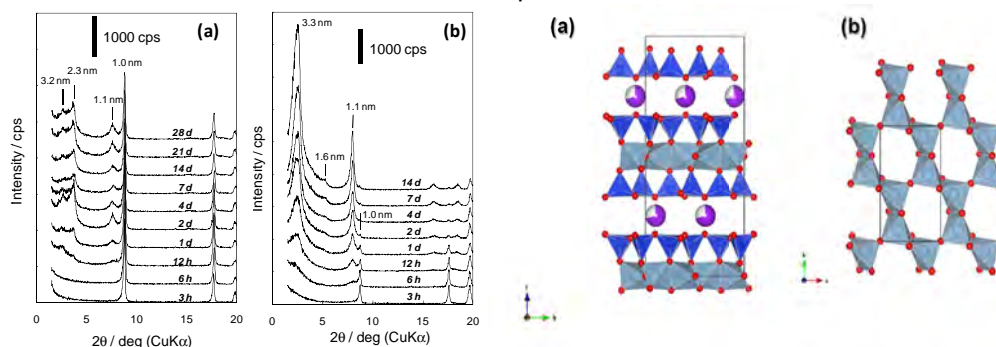 (a)
1000 cps
3.2 nm
2.3 nm
1.1 nm
1.0 nm
28 d
21 d
14 d
7 d
4 d
2 d
1 d
12 h
6 h
3 h
Intensity / cps
0 5 10 15 20
2θ / deg (CuKα)
(b)
1000 cps
3.3 nm
1.6 nm
1.1 nm
1.0 nm
14 d
7 d
4 d
2 d
1 d
12 h
6 h
3 h
Intensity / cps
0 5 10 15 20
2θ / deg (CuKα)
(a)
(b)